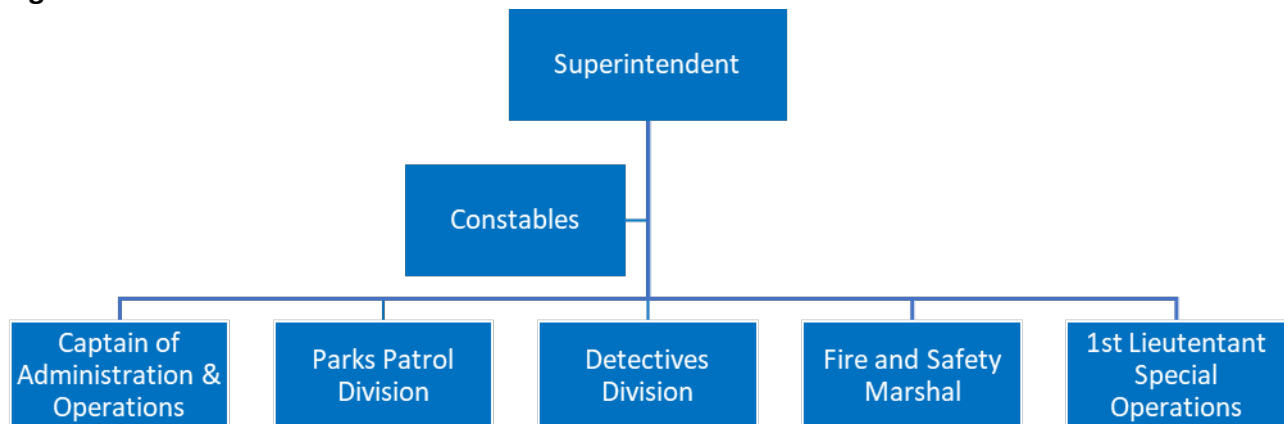 Superintendent
Constables
Captain of
Administration &
Operations
Parks Patrol
Division
Detectives
Division
Fire and Safety
Marshal
1st Lieutentant
Special
Operations